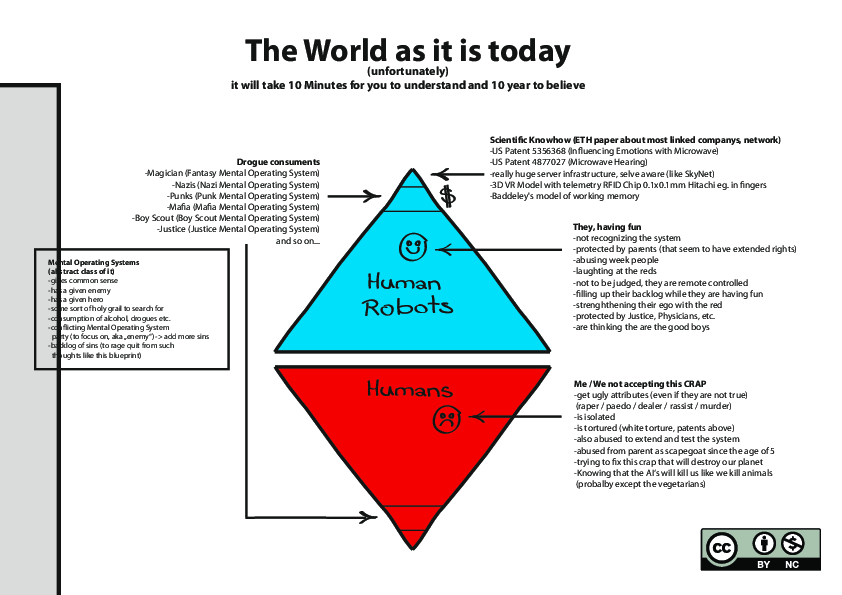 The World as it is today
(unfortunately)
it will take 10 Minutes for you to understand and 10 year to believe
Scientific Knowhow (ETH paper about most linked companys, network)
-US Patent 5356368 (Influencing Emotions with Microwave)
-US Patent 4877027 (Microwave Hearing)
-really huge server infrastructure, selve aware (like SkyNet)
-3D VR Model with telemetry RFID Chip 0.1x0.1mm Hitachi eg. in fingers
-Baddeley's model of working memory
Drogue consuments
-Magician (Fantasy Mental Operating System)
-Nazis (Nazi Mental Operating System)
-Punks (Punk Mental Operating System)
-Mafia (Mafia Mental Operating System)
-Boy Scout (Boy Scout Mental Operating System)
-Justice (Justice Mental Operating System)
and so on...
$
They, having fun
-not recognizing the system
-protected by parents (that seem to have extended rights)
-abusing week people
-laughting at the reds
-not to be judged, they are remote controlled
-filling up their backlog while they are having fun
-strenghthening their ego with the red
-protected by Justice, Physicians, etc.
-are thinking the are the good boys
Mental Operating Systems
(abstract class of it)
-gives common sense
-has a given enemy
-has a given hero
-some sort of holy grail to search for
-consumption of alcohol, drogues etc.
-conflicting Mental Operating System
party (to focus on, aka „enemy“) -> add more sins
-backlog of sins (to rage quit from such
thoughts like this blueprint)
Human
Robots
Humans
Me / We not accepting this CRAP
-get ugly attributes (even if they are not true)
(raper / paedo / dealer / rassist / murder)
-is isolated
-is tortured (white torture, patents above)
-also abused to extend and test the system
-abused from parent as scapegoat since the age of 5
-trying to fix this crap that will destroy our planet
-Knowing that the AI's will kill us like we kill animals
(probalby except the vegetarians)
cc
BY NC